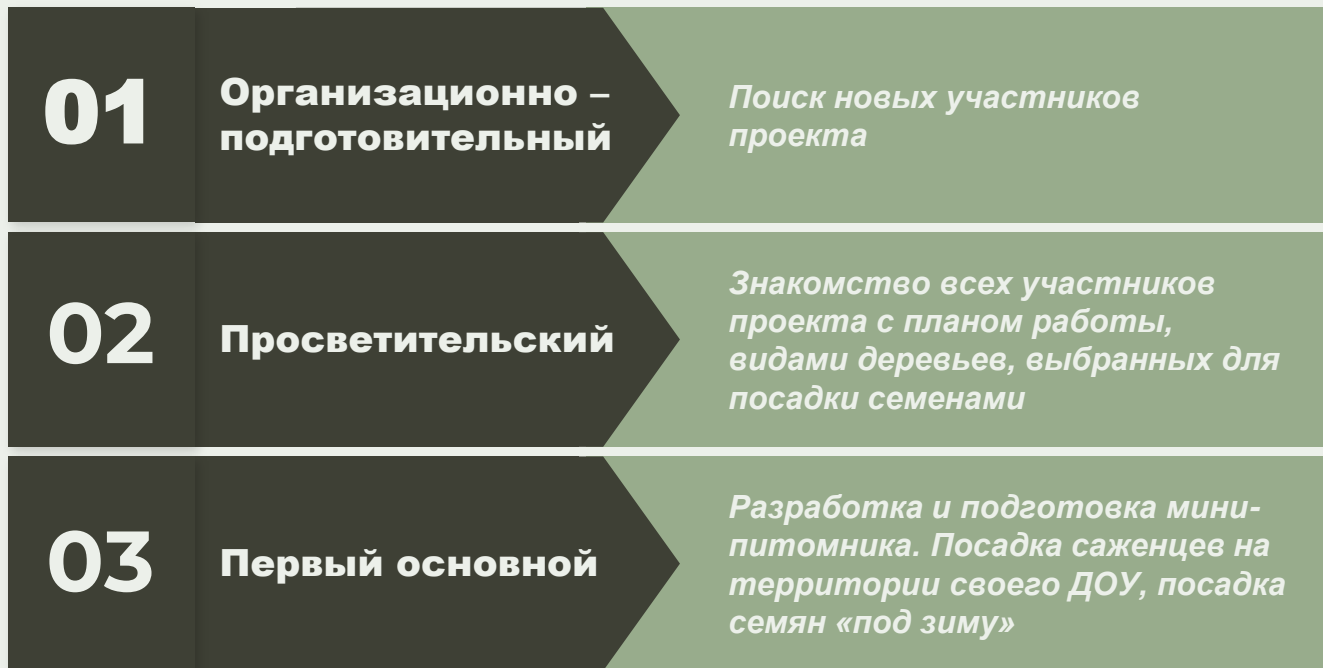 01
Организационно –
подготовительный
Поиск новых участников
проекта
02
Просветительский
Знакомство всех участников
проекта с планом работы,
видами деревьев, выбранных для
посадки семенами
03
Первый основной
Разработка и подготовка мини-
питомника. Посадка саженцев на
территории своего ДОУ, посадка
семян «под зиму»